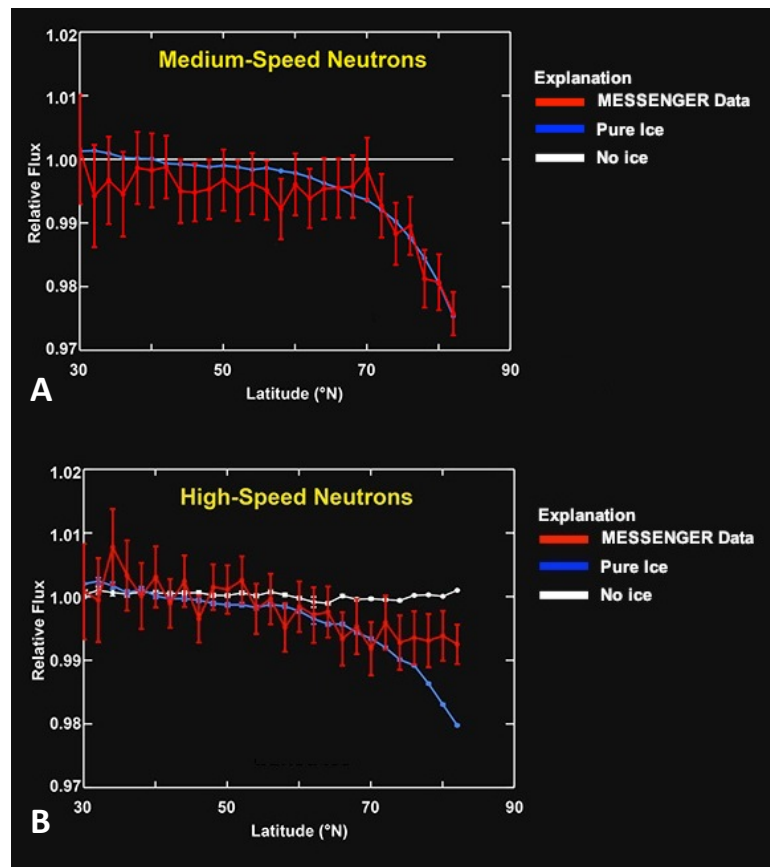 1.02
Medium-Speed Neutrons
1.01
1.00
0.99
0.98
0.97
Relative Flux
30
50
70
90
Latitude (°N)
Explanation
MESSENGER Data
Pure Ice
No ice
A
1.02
High-Speed Neutrons
1.01
1.00
0.99
0.98
0.97
Relative Flux
30
50
70
90
Latitude (°N)
Explanation
MESSENGER Data
Pure Ice
No ice
B